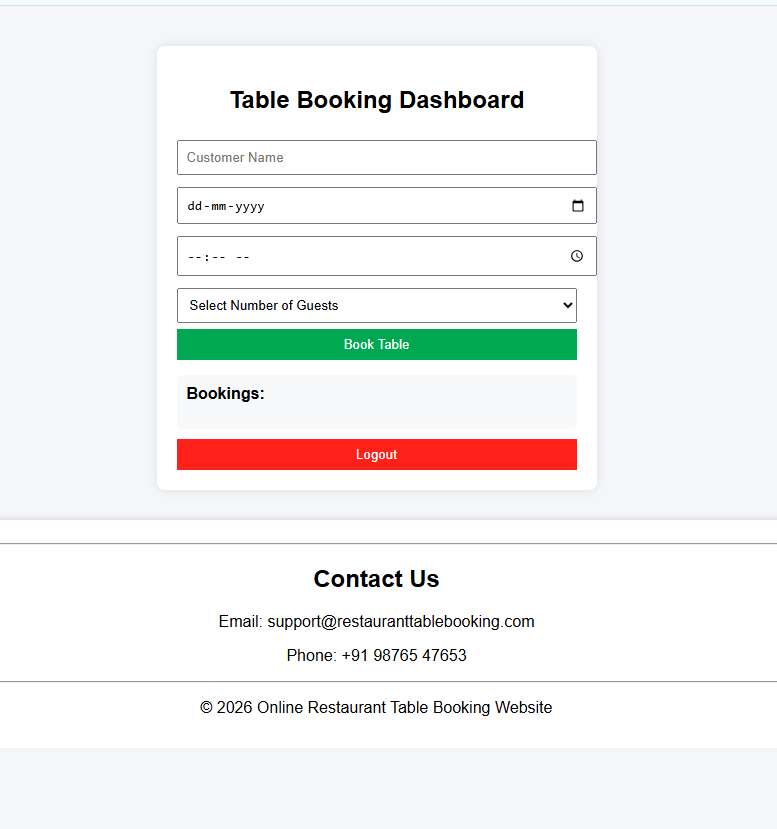 Table Booking Dashboard
Customer Name
dd-mm-yyyy
--:-- --
Select Number of Guests
Book Table
Bookings:
Logout
Contact Us
Email: support@restauranttablebooking.com
Phone: +91 98765 47653
© 2026 Online Restaurant Table Booking Website